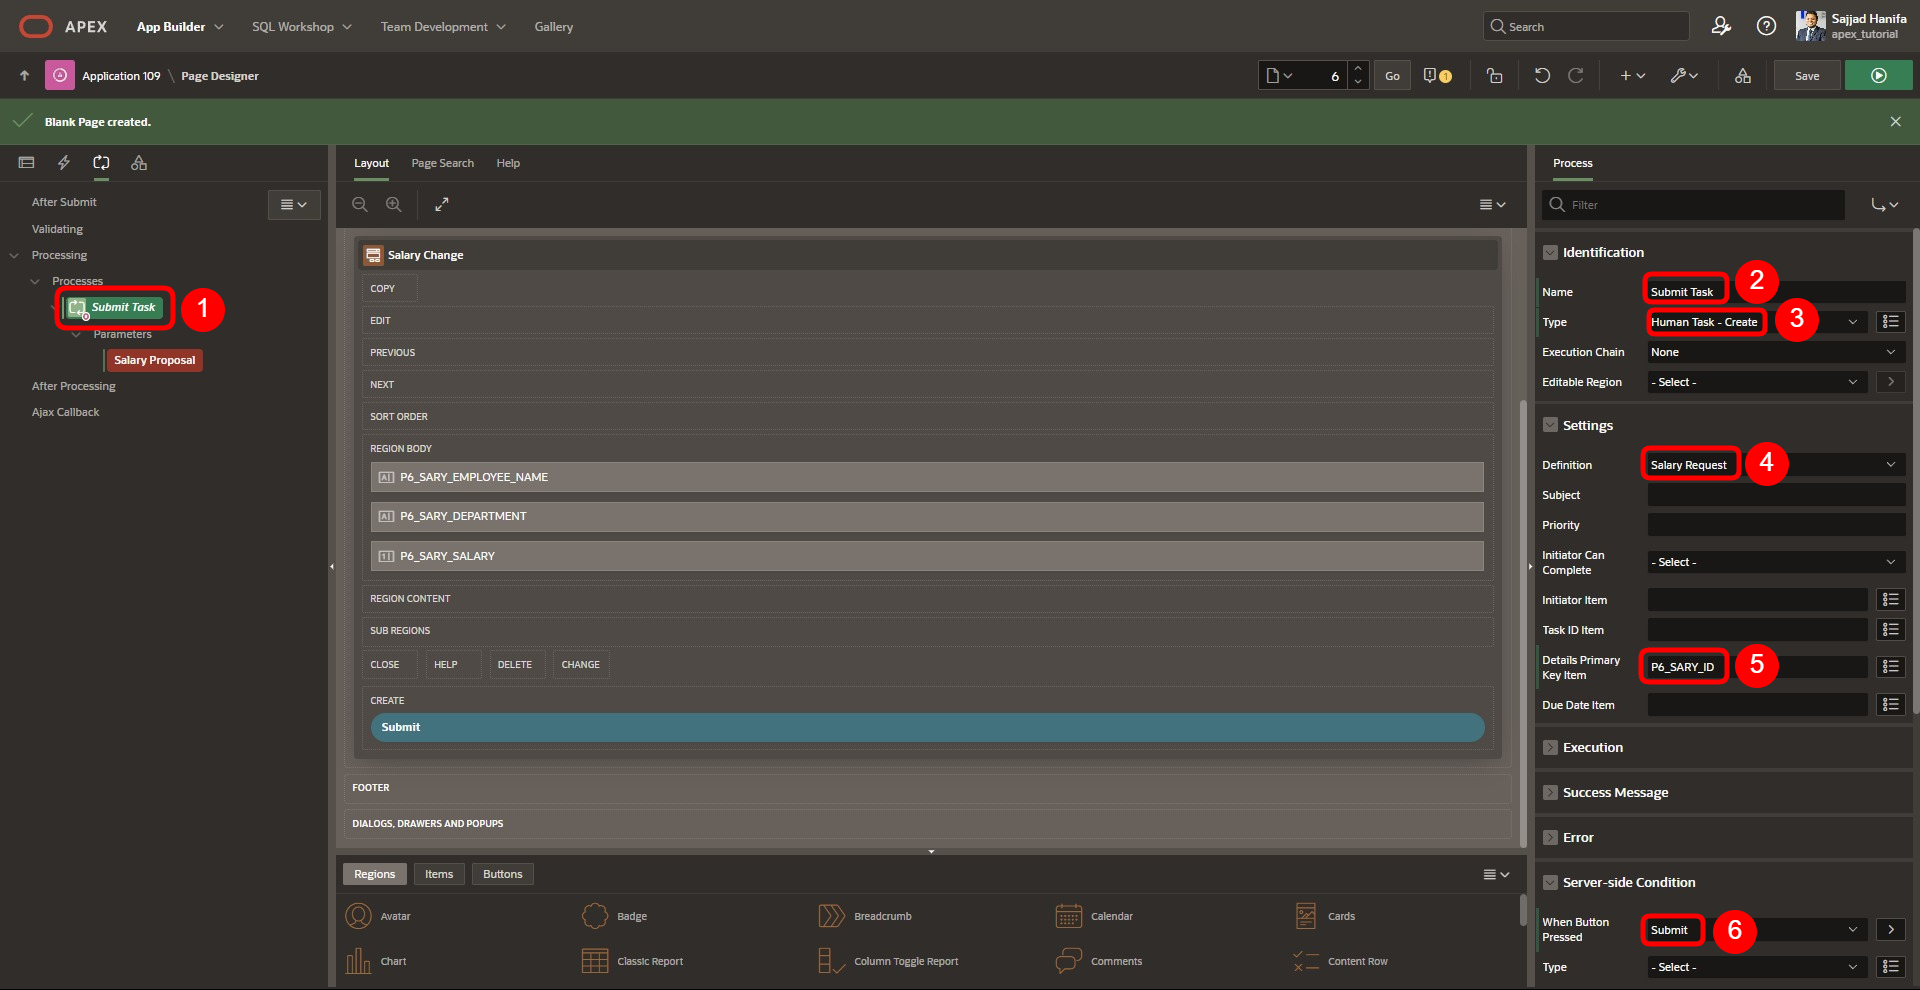 APEX
App Builder
SQL Workshop
Team Development
Gallery
Search
Sajjad Hanifa
apex_tutorial
Application 109 \ Page Designer
6
Go
1
Save
Blank Page created.
After Submit
Validating
Processing
Processes
Submit Task
1
Parameters
Salary Proposal
After Processing
Ajax Callback
Layout
Page Search
Help
Salary Change
COPY
EDIT
PREVIOUS
NEXT
SORT ORDER
REGION BODY
P6_SARY_EMPLOYEE_NAME
P6_SARY_DEPARTMENT
P6_SARY_SALARY
REGION CONTENT
SUB REGIONS
CLOSE
HELP
DELETE
CHANGE
CREATE
Submit
FOOTER
DIALOGS, DRAWERS AND POPUPS
Regions
Items
Buttons
Avatar
Badge
Breadcrumb
Calendar
Cards
Chart
Classic Report
Column Toggle Report
Comments
Content Row
Process
Filter
Identification
Name
Submit Task
2
Type
Human Task - Create
3
Execution Chain
None
Editable Region
- Select -
Settings
Definition
Salary Request
4
Subject
Priority
Initiator Can
Complete
- Select -
Initiator Item
Task ID Item
Details Primary
Key Item
P6_SARY_ID
5
Due Date Item
Execution
Success Message
Error
Server-side Condition
When Button
Pressed
Submit
6
Type
- Select -